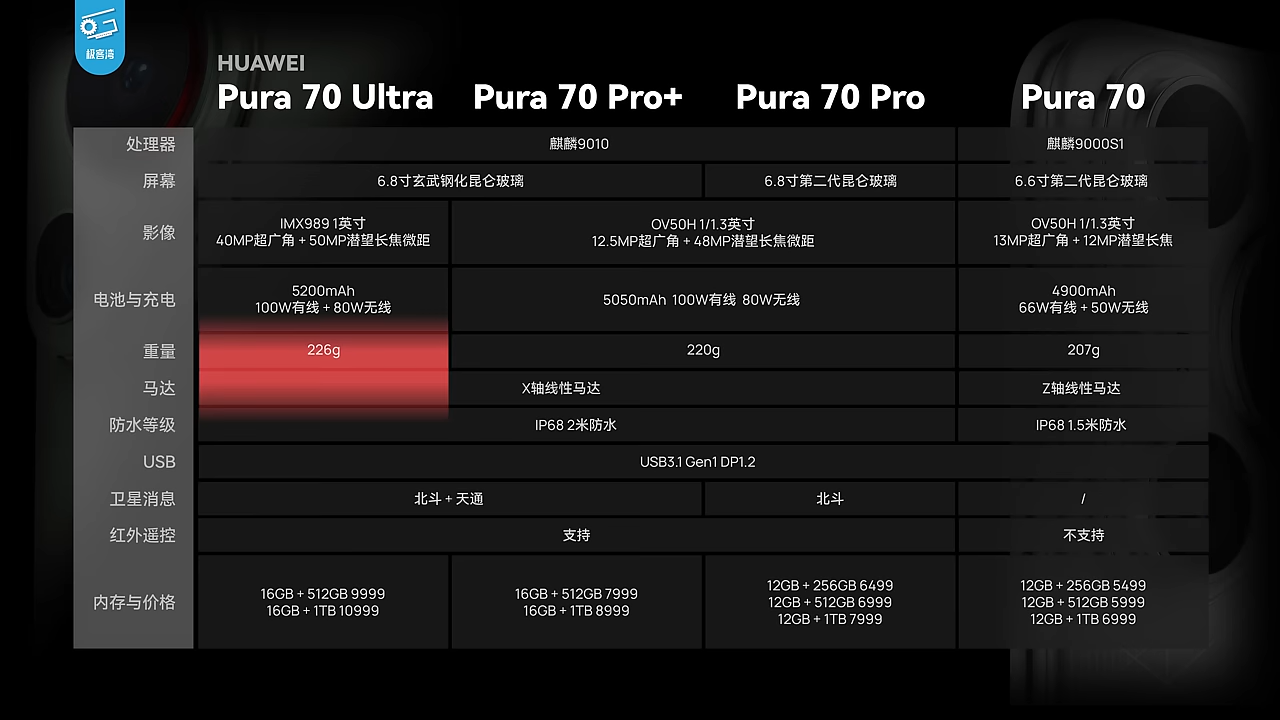 极客湾
HUAWEI
Pura 70 Ultra Pura 70 Pro+ Pura 70 Pro Pura 70
处理器 麒麟9010 麒麟9000S1
屏幕 6.8寸玄武钢化昆仑玻璃 6.8寸第二代昆仑玻璃 6.6寸第二代昆仑玻璃
影像
IMX989 1英寸
40MP超广角 + 50MP潜望长焦微距
OV50H 1/1.3英寸
12.5MP超广角 + 48MP潜望长焦微距
OV50H 1/1.3英寸
13MP超广角 + 12MP潜望长焦
电池与充电
5200mAh
100W有线 + 80W无线
5050mAh 100W有线 80W无线
4900mAh
66W有线 + 50W无线
重量 226g 220g 207g
马达 X轴线性马达 Z轴线性马达
防水等级 IP68 2米防水 IP68 1.5米防水
USB USB3.1 Gen1 DP1.2
卫星消息 北斗 + 天通 北斗 /
红外遥控 支持 不支持
内存与价格
16GB + 512GB 9999
16GB + 1TB 10999
16GB + 512GB 7999
16GB + 1TB 8999
12GB + 256GB 6499
12GB + 512GB 6999
12GB + 1TB 7999
12GB + 256GB 5499
12GB + 512GB 5999
12GB + 1TB 6999